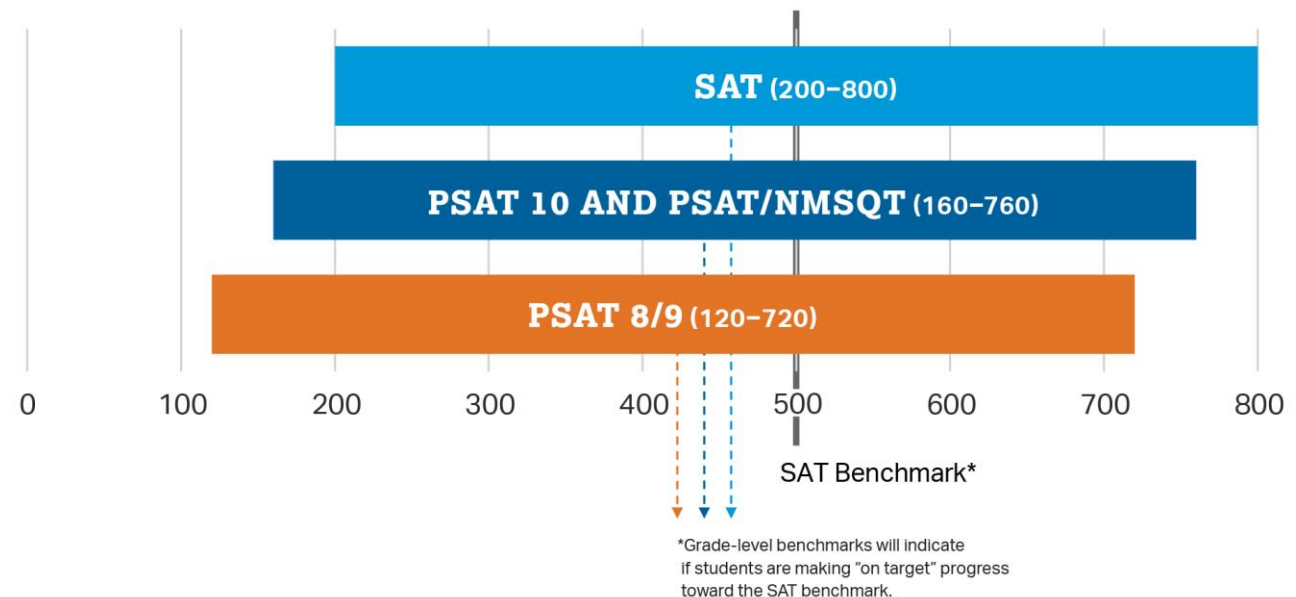 SAT (200–800)
PSAT 10 AND PSAT/NMSQT (160–760)
PSAT 8/9 (120–720)
0 100 200 300 400 500 600 700 800
SAT Benchmark*
*Grade-level benchmarks will indicate
if students are making "on target" progress
toward the SAT benchmark.